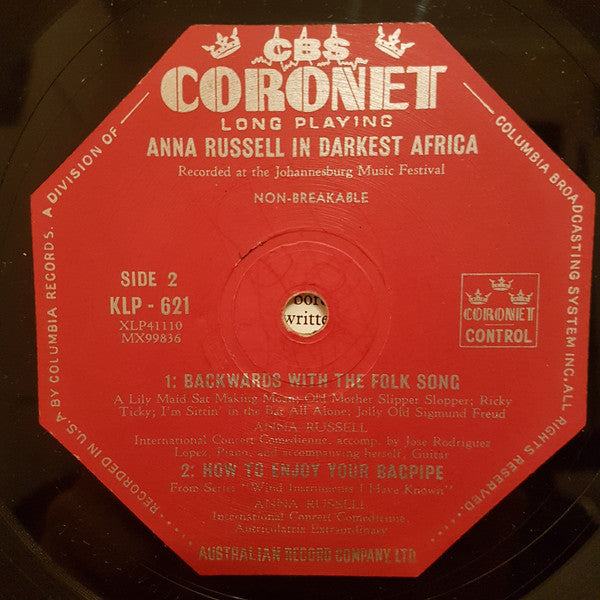 CBS
CORONET
LONG PLAYING
ANNA RUSSELL IN DARKEST AFRICA
Recorded at the Johannesburg Music Festival
NON-BREAKABLE
SIDE 2
KLP - 621
XLP41110
MX99836
CORONET
CONTROL
written
1: BACKWARDS WITH THE FOLK SONG
A Lily Maid Sat Making Moan; Old Mother Slipper Slopper; Ricky
Ticky; I'm Sittin' in the Bar All Alone; Jolly Old Sigmund Freud
ANNA RUSSELL
International Concert Comedienne, accomp. by Jose Rodriguez
Lopez, Piano, and accompanying herself, Guitar
2: HOW TO ENJOY YOUR BAGPIPE
From Series "Wind Instruments I Have Known"
ANNA RUSSELL
International Concert Comedienne,
Auriculatrix Extraordinary
AUSTRALIAN RECORD COMPANY LTD.
...RECORDED IN U.S.A BY COLUMBIA RECORDS. A DIVISION OF — COLUMBIA BROADCASTING SYSTEM INC. ALL RIGHTS RESERVED...